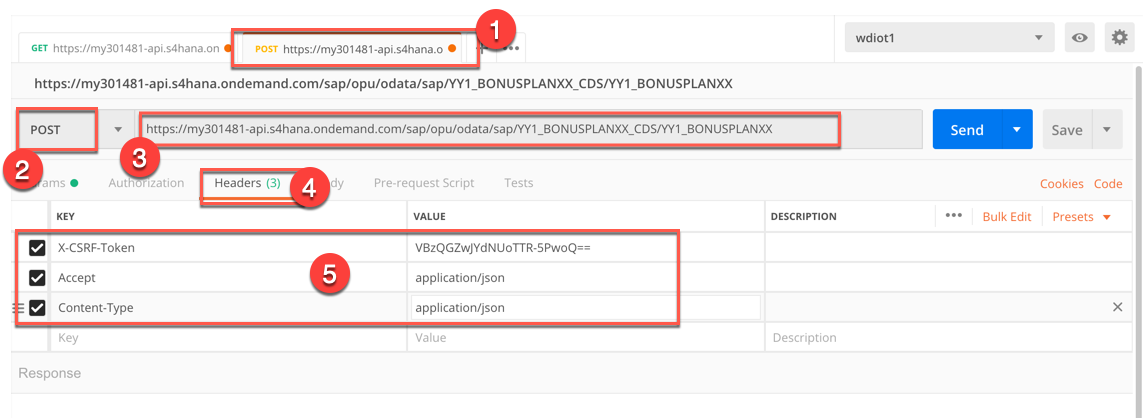 1
GET https://my301481-api.s4hana.on POST https://my301481-api.s4hana.o + ••• wdiot1
https://my301481-api.s4hana.ondemand.com/sap/opu/odata/sap/YY1_BONUSPLANXX_CDS/YY1_BONUSPLANXX
POST https://my301481-api.s4hana.ondemand.com/sap/opu/odata/sap/YY1_BONUSPLANXX_CDS/YY1_BONUSPLANXX Send Save
2 3 4
rams Authorization Headers (3) dy Pre-request Script Tests Cookies Code
KEY VALUE DESCRIPTION ••• Bulk Edit Presets
X-CSRF-Token VBzQGZwJYdNUoTTR-5PwoQ==
5
Accept application/json
Content-Type application/json
Key Value Description
Response